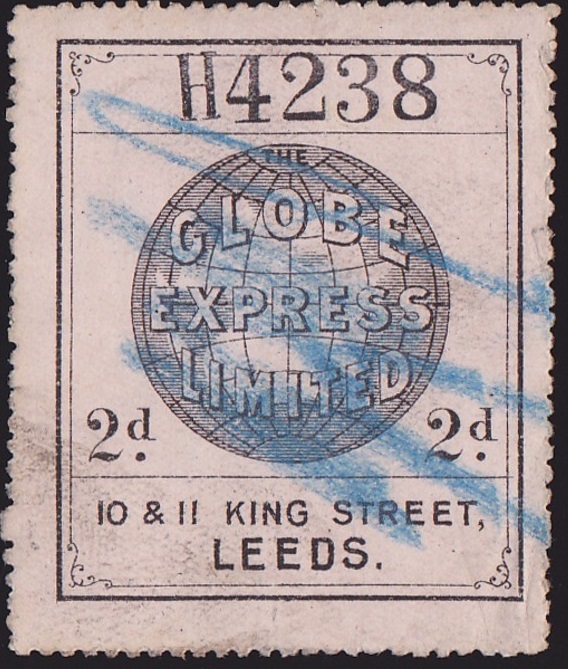 H4238
THE
GLOBE
EXPRESS
LIMITED
2d. 2d.
10 & 11 KING STREET,
LEEDS.